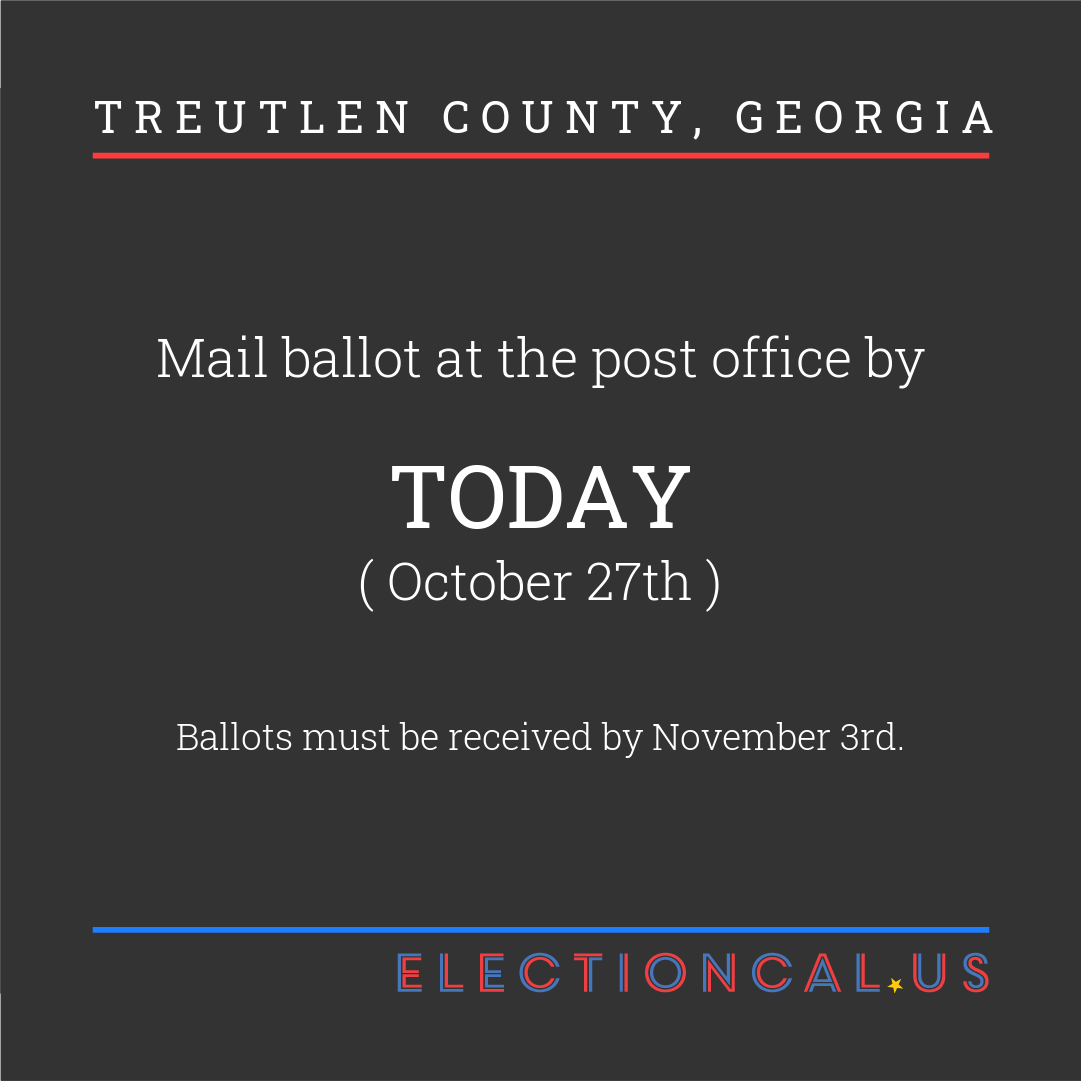 TREUTLEN COUNTY, GEORGIA
Mail ballot at the post office by
TODAY
( October 27th )
Ballots must be received by November 3rd.
ELECTIONCAL.US